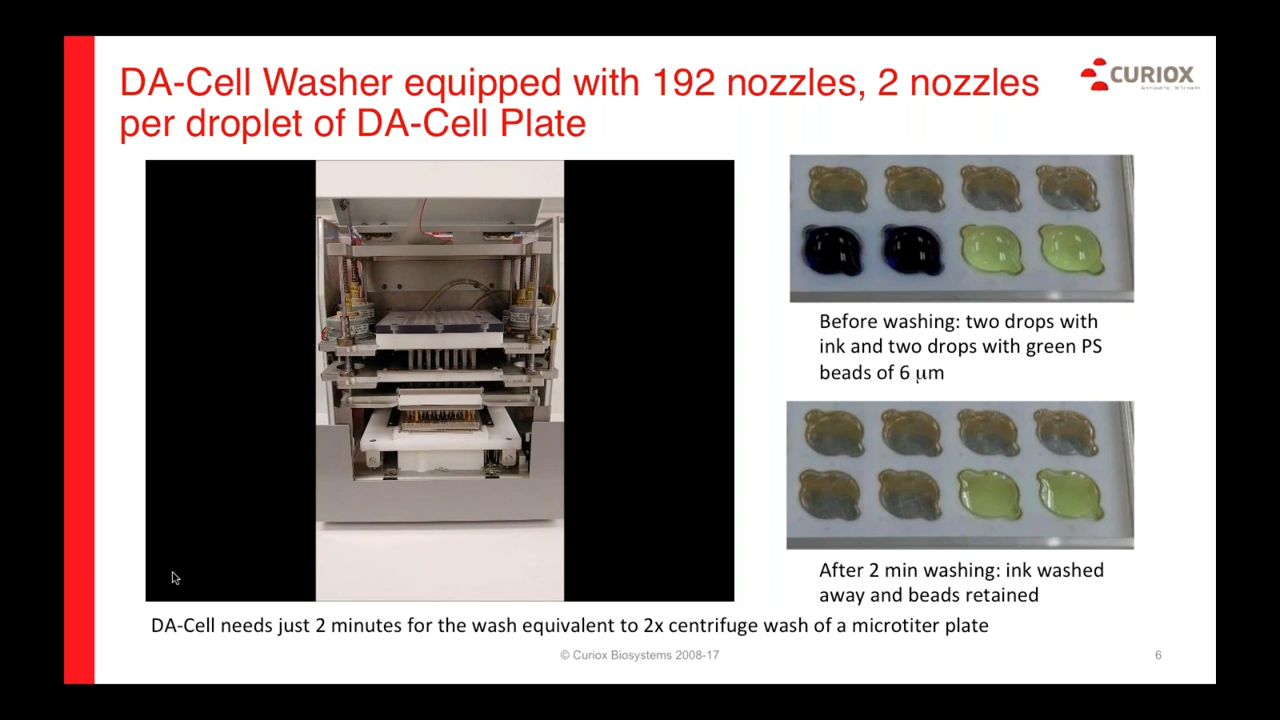 DA-Cell Washer equipped with 192 nozzles, 2 nozzles
per droplet of DA-Cell Plate
CURIOX
Before washing: two drops with
ink and two drops with green PS
beads of 6 μm
After 2 min washing: ink washed
away and beads retained
DA-Cell needs just 2 minutes for the wash equivalent to 2x centrifuge wash of a microtiter plate
© Curiox Biosystems 2008-17
6